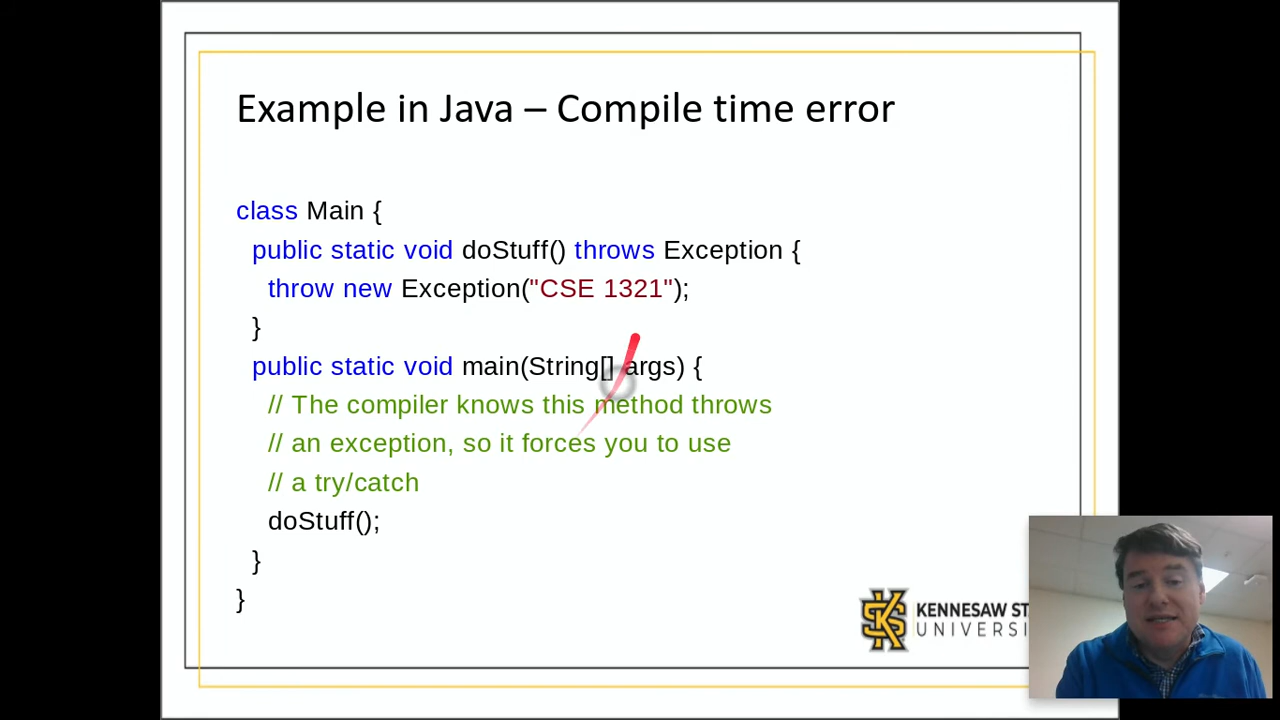 Example in Java – Compile time error
class Main {
public static void doStuff() throws Exception {
throw new Exception("CSE 1321");
}
public static void main(String[] args) {
// The compiler knows this method throws
// an exception, so it forces you to use
// a try/catch
doStuff();
}
}
KENNESAW ST
UNIVERSI